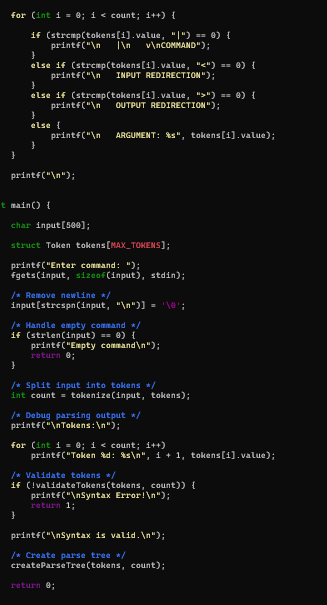 for (int i = 0; i < count; i++) {
if (strcmp(tokens[i].value, "|") == 0) {
printf("\n   |\n   v\nCOMMAND");
}
else if (strcmp(tokens[i].value, "<") == 0) {
printf("\n   INPUT REDIRECTION");
}
else if (strcmp(tokens[i].value, ">") == 0) {
printf("\n   OUTPUT REDIRECTION");
}
else {
printf("\n   ARGUMENT: %s", tokens[i].value);
}
}
printf("\n");
t main() {
char input[500];
struct Token tokens[MAX_TOKENS];
printf("Enter command: ");
fgets(input, sizeof(input), stdin);
/* Remove newline */
input[strcspn(input, "\n")] = '\0';
/* Handle empty command */
if (strlen(input) == 0) {
printf("Empty command\n");
return 0;
}
/* Split input into tokens */
int count = tokenize(input, tokens);
/* Debug parsing output */
printf("\nTokens:\n");
for (int i = 0; i < count; i++)
printf("Token %d: %s\n", i + 1, tokens[i].value);
/* Validate tokens */
if (!validateTokens(tokens, count)) {
printf("\nSyntax Error!\n");
return 1;
}
printf("\nSyntax is valid.\n");
/* Create parse tree */
createParseTree(tokens, count);
return 0;